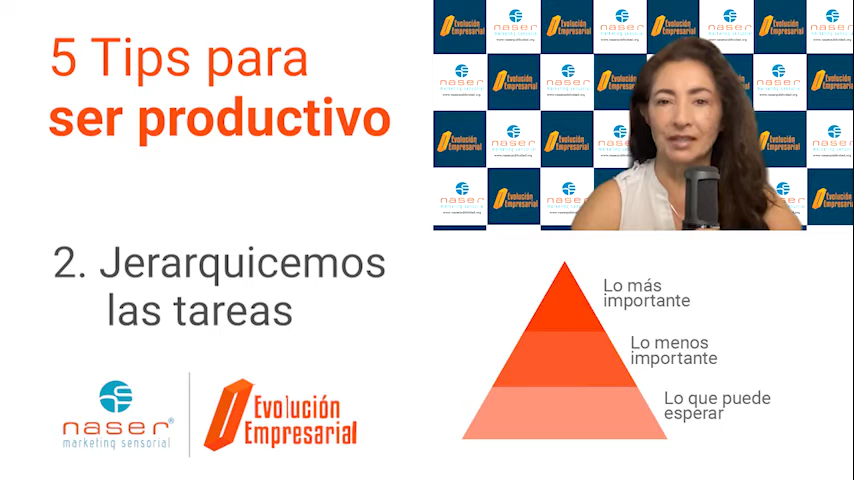 5 Tips para
ser productivo
2. Jerarquicemos
las tareas
naser®
marketing sensorial
Evolución
Empresarial
Lo más
importante
Lo menos
importante
Lo que puede
esperar